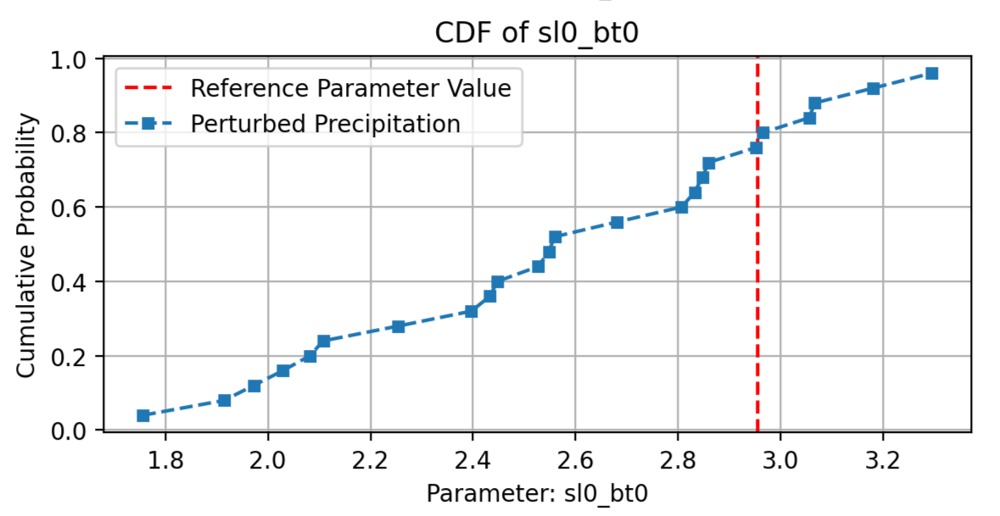 CDF of sl0_bt0
1.0
0.8
0.6
0.4
0.2
0.0
Cumulative Probability
Reference Parameter Value
Perturbed Precipitation
1.8 2.0 2.2 2.4 2.6 2.8 3.0 3.2
Parameter: sl0_bt0